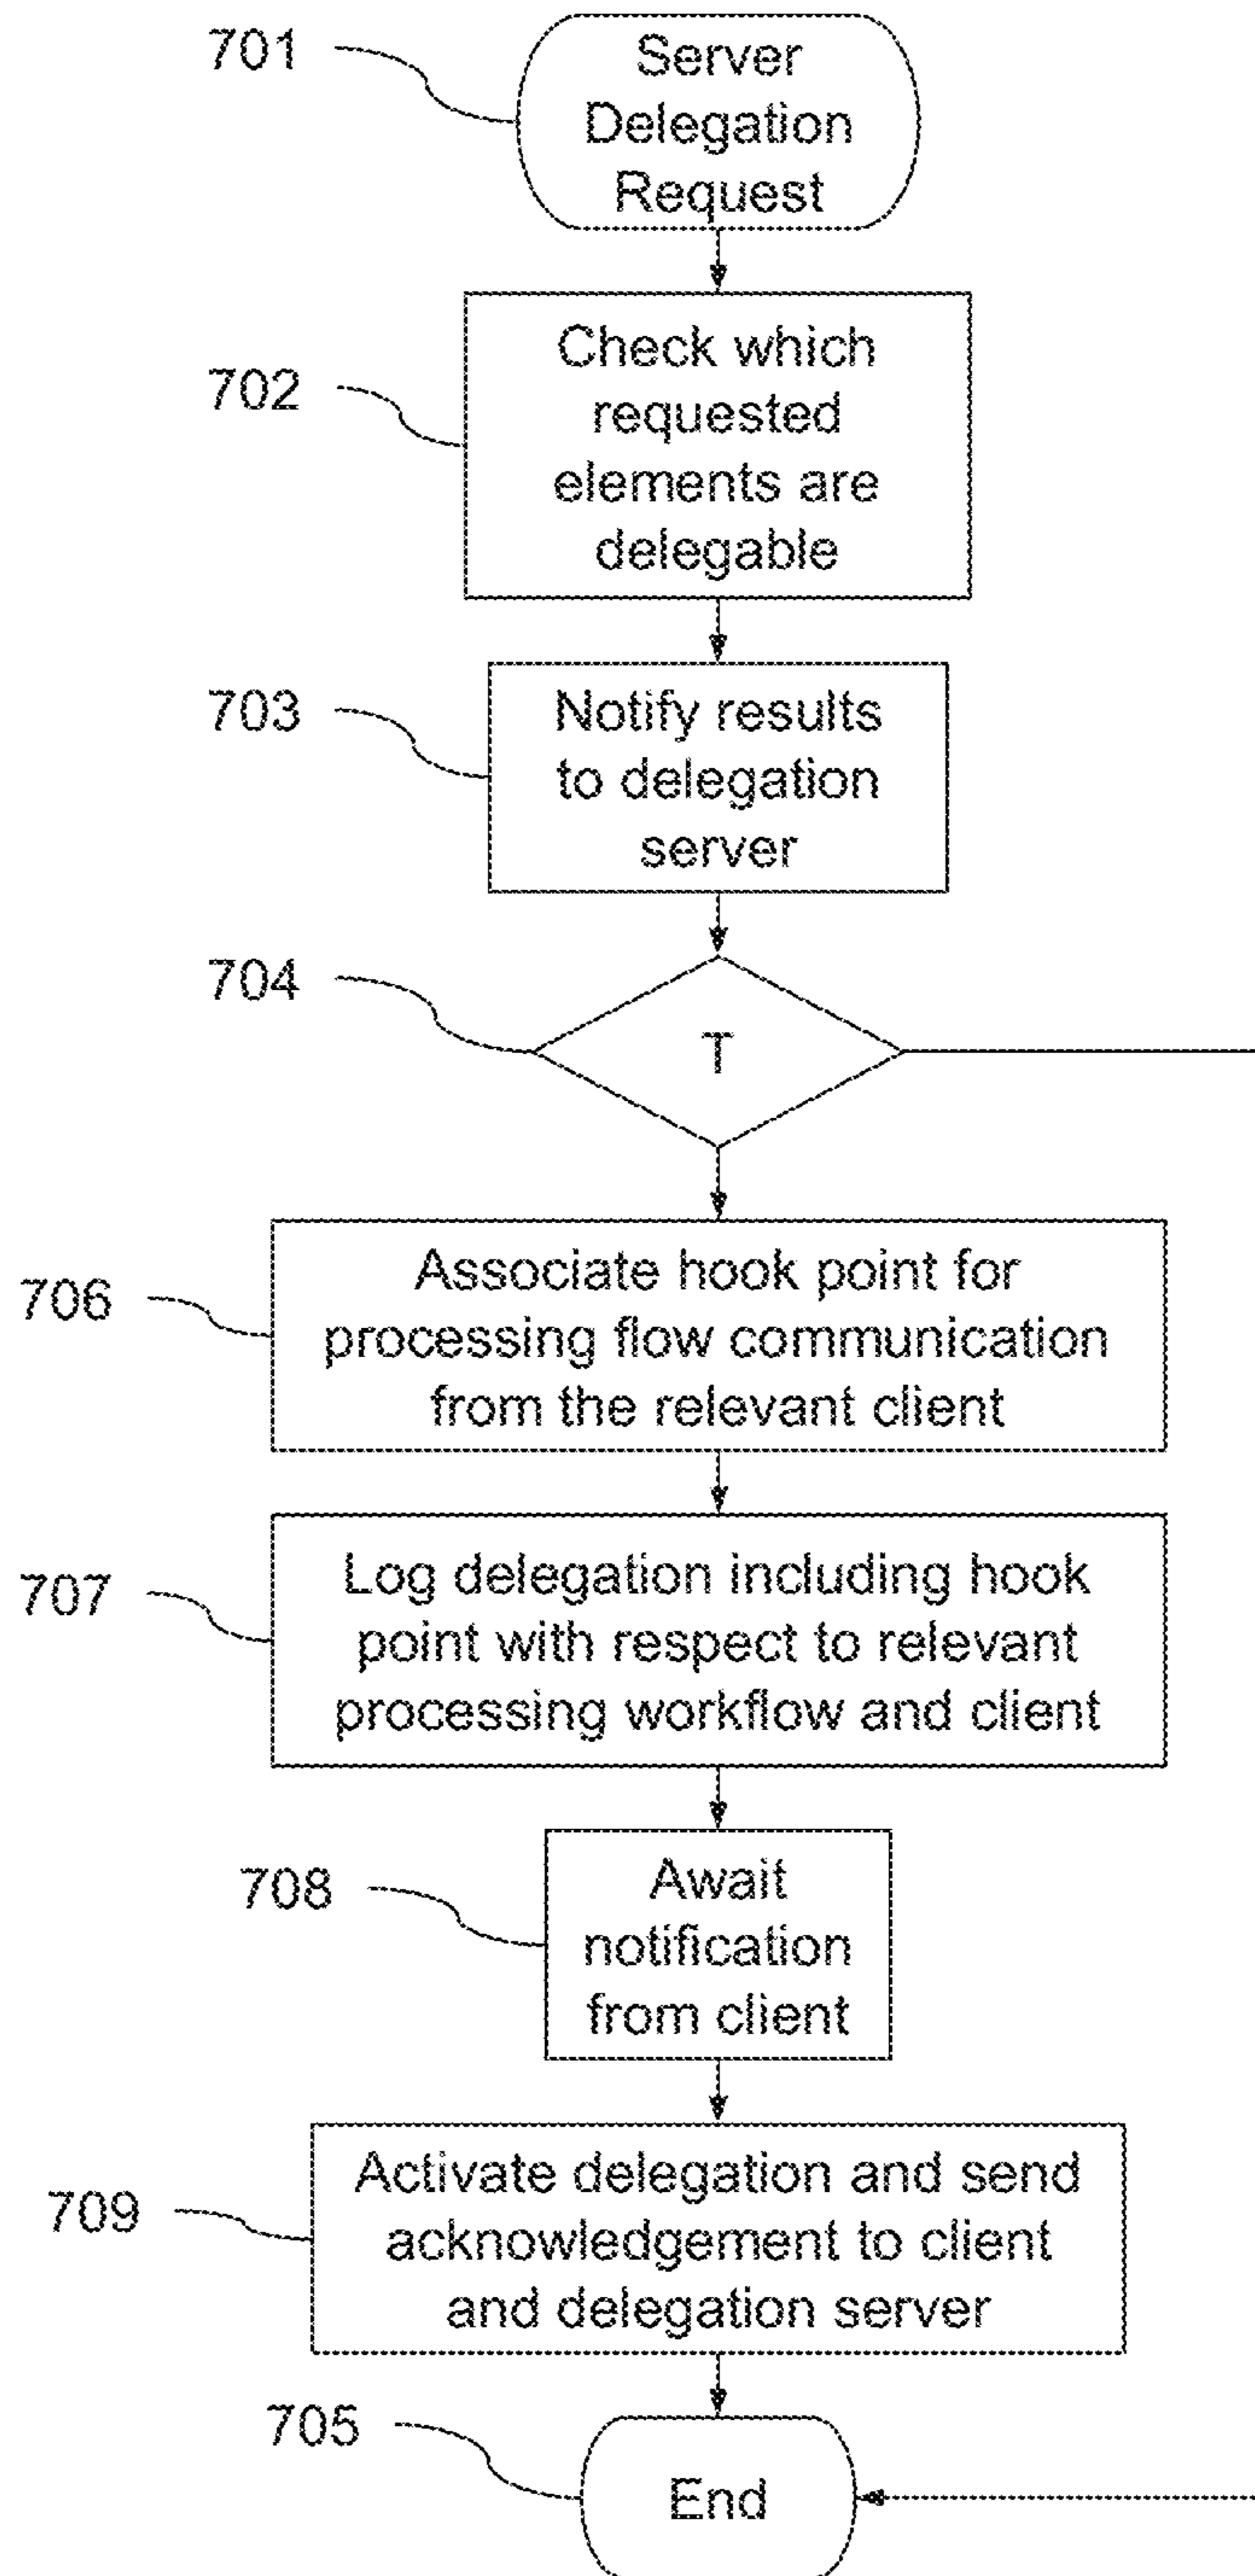 701
Server
Delegation
Request
702
Check which
requested
elements are
delegable
703
Notify results
to delegation
server
704
T
706
Associate hook point for
processing flow communication
from the relevant client
707
Log delegation including hook
point with respect to relevant
processing workflow and client
708
Await
notification
from client
709
Activate delegation and send
acknowledgement to client
and delegation server
705
End